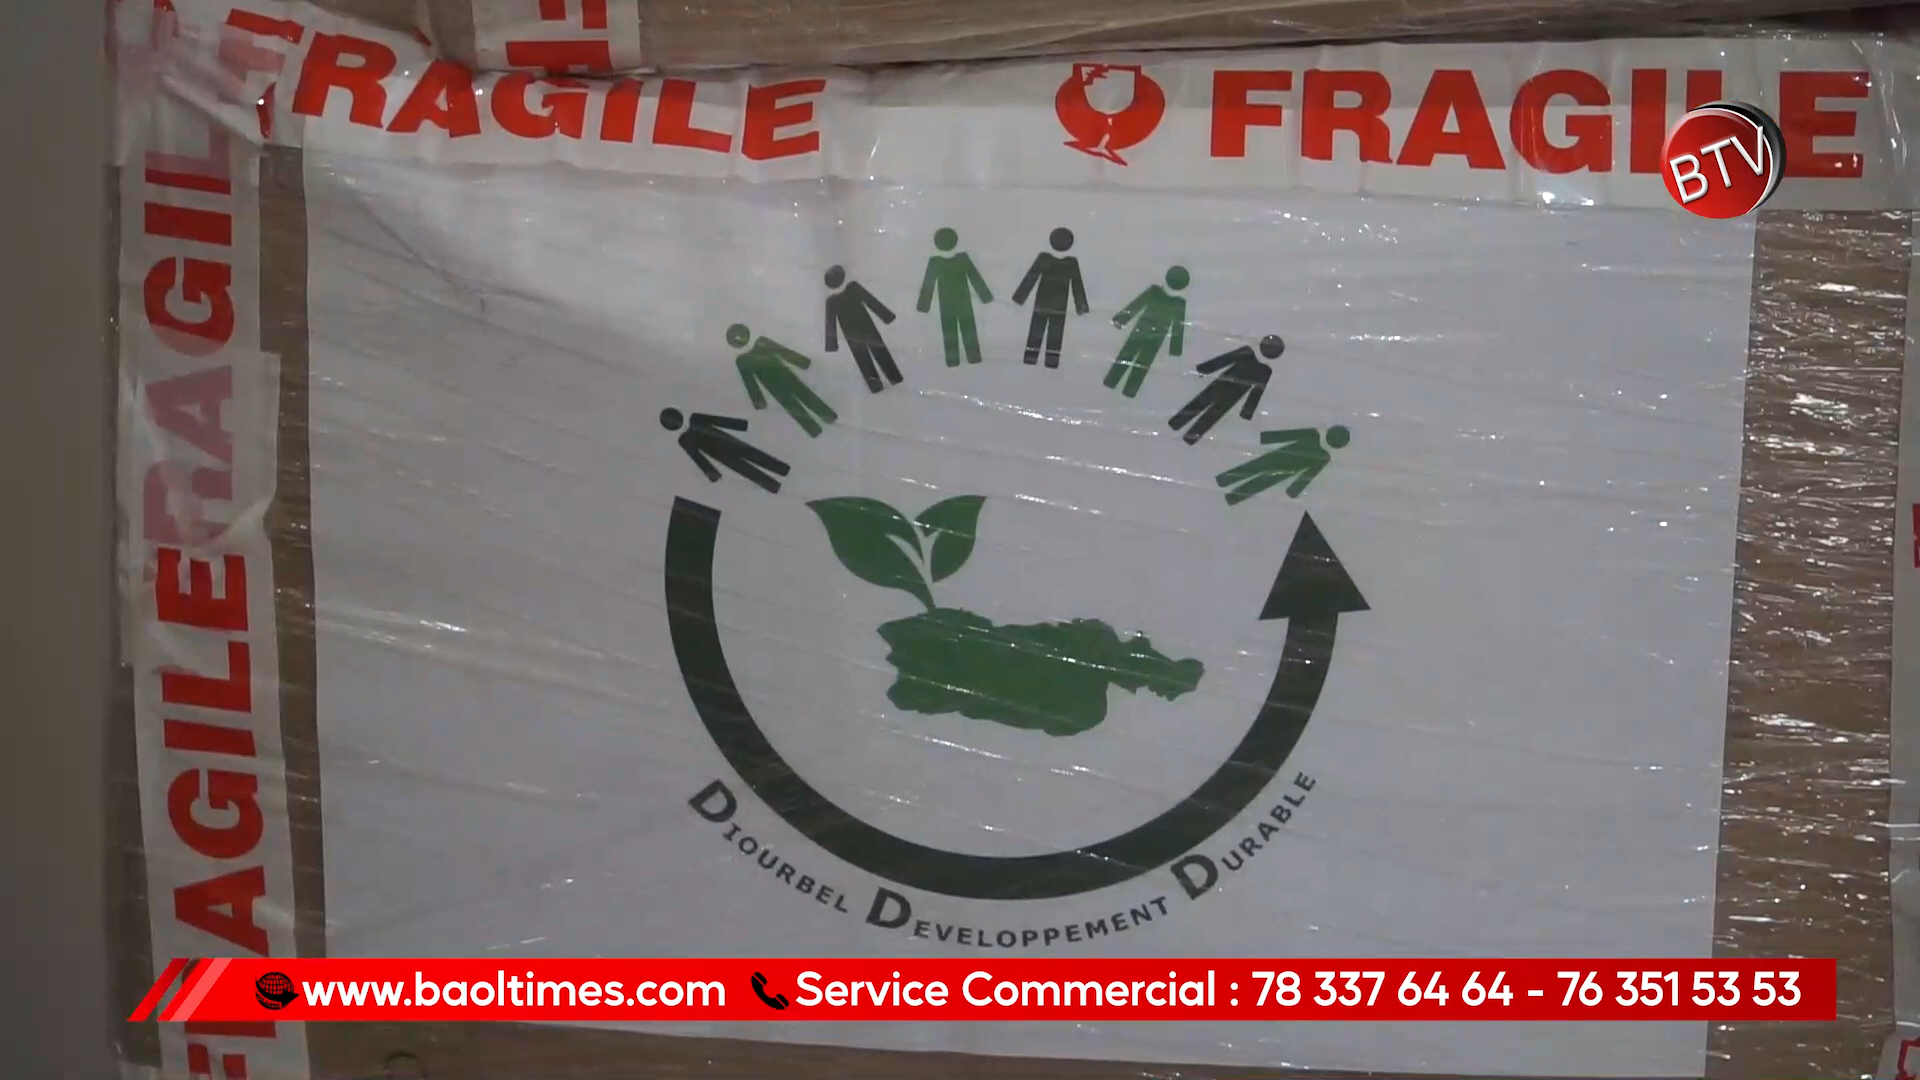 FRAGILE
FRAGILE
BTV
FRAGILE
FRAGILE
DIOURBEL DEVELOPPEMENT DURABLE
www.baoltimes.com Service Commercial : 78 337 64 64 - 76 351 53 53